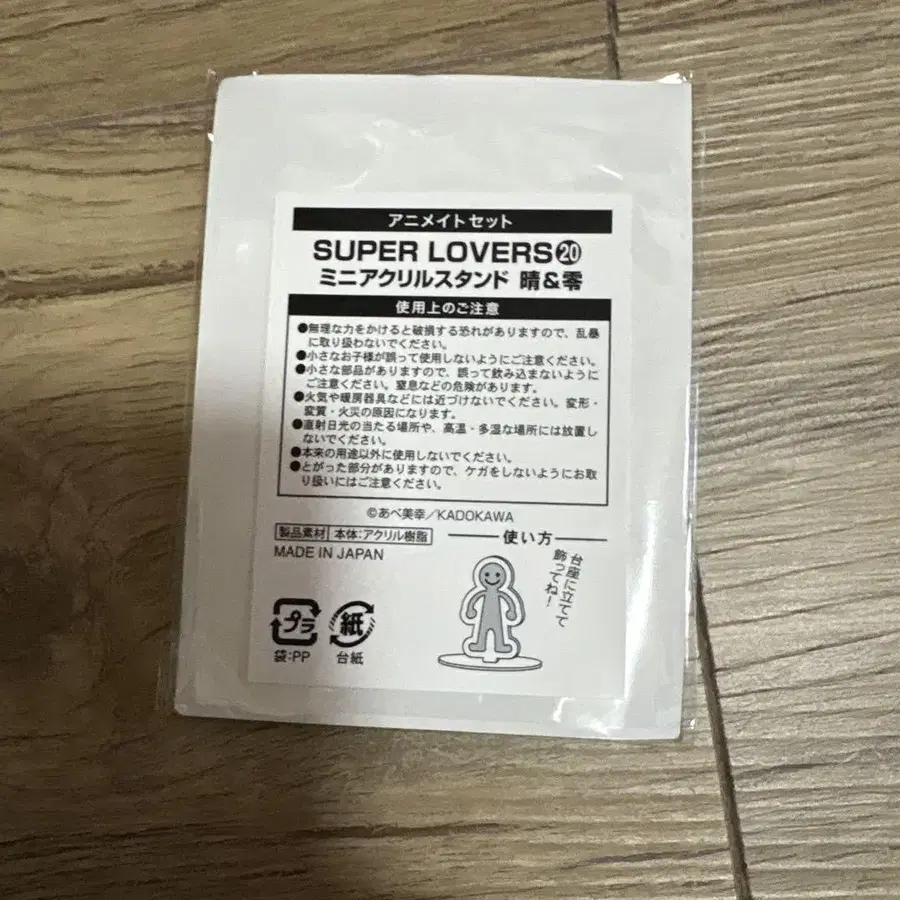 アニメイトセット
SUPER LOVERS⑳
ミニアクリルスタンド 晴&零
使用上のご注意
●無理な力をかけると破損する恐れがありますので、乱暴
に取り扱わないでください。
●小さなお子様が誤って使用しないようにご注意ください。
●小さな部品がありますので、誤って飲み込まないように
ご注意ください。窒息などの危険があります。
●火気や暖房器具などには近づけないでください。変形・
変質・火災の原因になります。
●直射日光の当たる場所や、高温・多湿な場所には放置し
ないでください。
●本来の用途以外に使用しないでください。
●とがった部分がありますので、ケガをしないようにお取
り扱いにはご注意ください。
©あべ美幸/KADOKAWA
製品素材 本体:アクリル樹脂
MADE IN JAPAN
使い方
台座に立てて
飾ってね!
プラ
袋:PP
紙
台紙